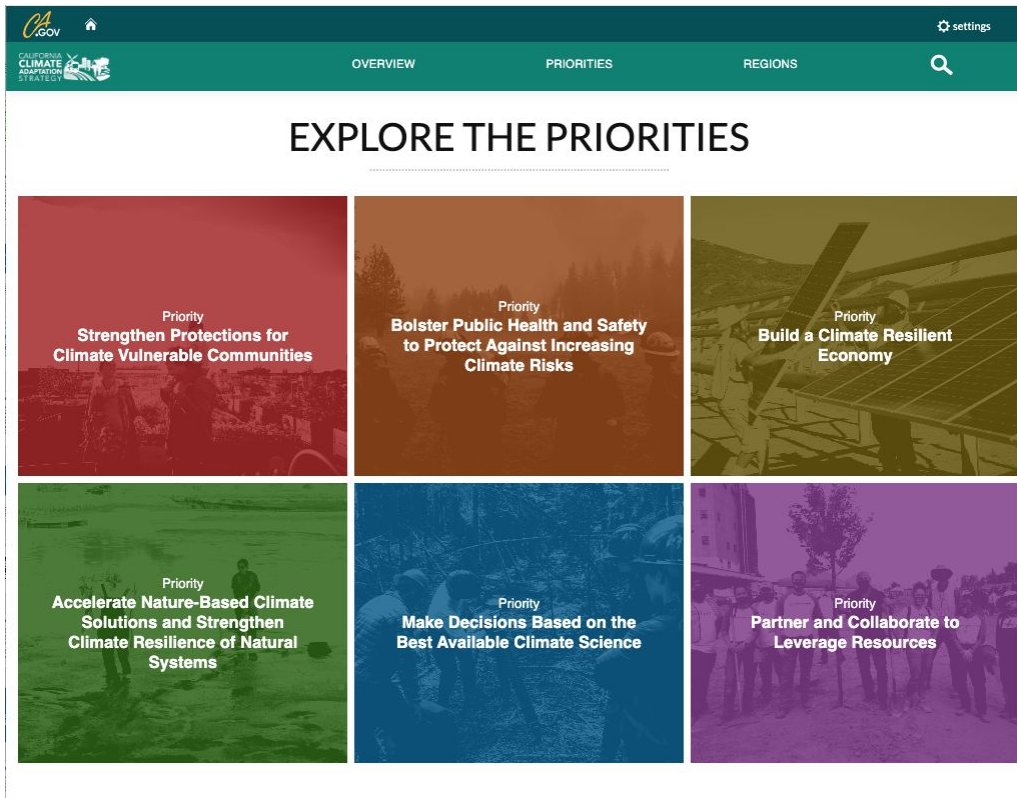 CA.GOV
settings
CALIFORNIA
CLIMATE
ADAPTATION
STRATEGY
OVERVIEW
PRIORITIES
REGIONS
EXPLORE THE PRIORITIES
Priority
Strengthen Protections for
Climate Vulnerable Communities
Priority
Bolster Public Health and Safety
to Protect Against Increasing
Climate Risks
Priority
Build a Climate Resilient
Economy
Priority
Accelerate Nature-Based Climate
Solutions and Strengthen
Climate Resilience of Natural
Systems
Priority
Make Decisions Based on the
Best Available Climate Science
Priority
Partner and Collaborate to
Leverage Resources